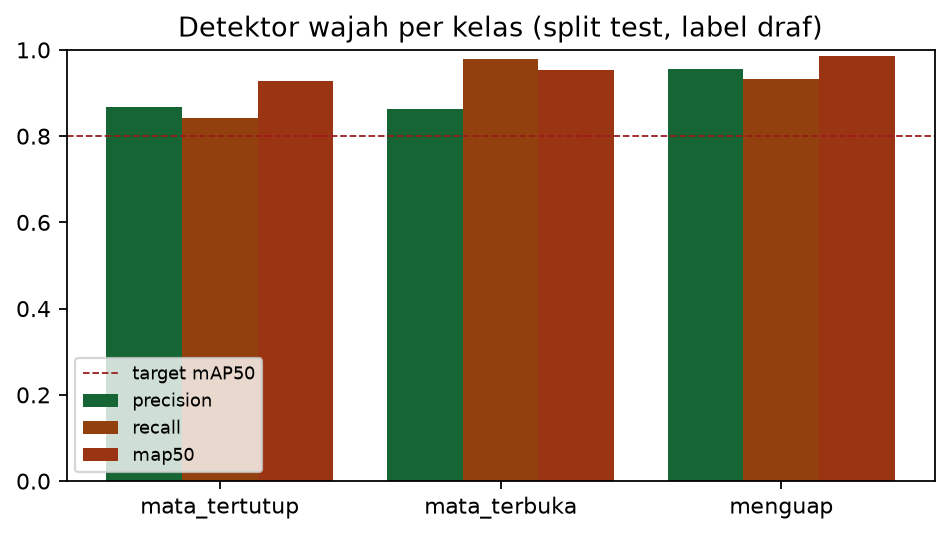 Detektor wajah per kelas (split test, label draf)
1.0
0.8
0.6
0.4
0.2
0.0
target mAP50
precision
recall
map50
mata_tertutup
mata_terbuka
menguap